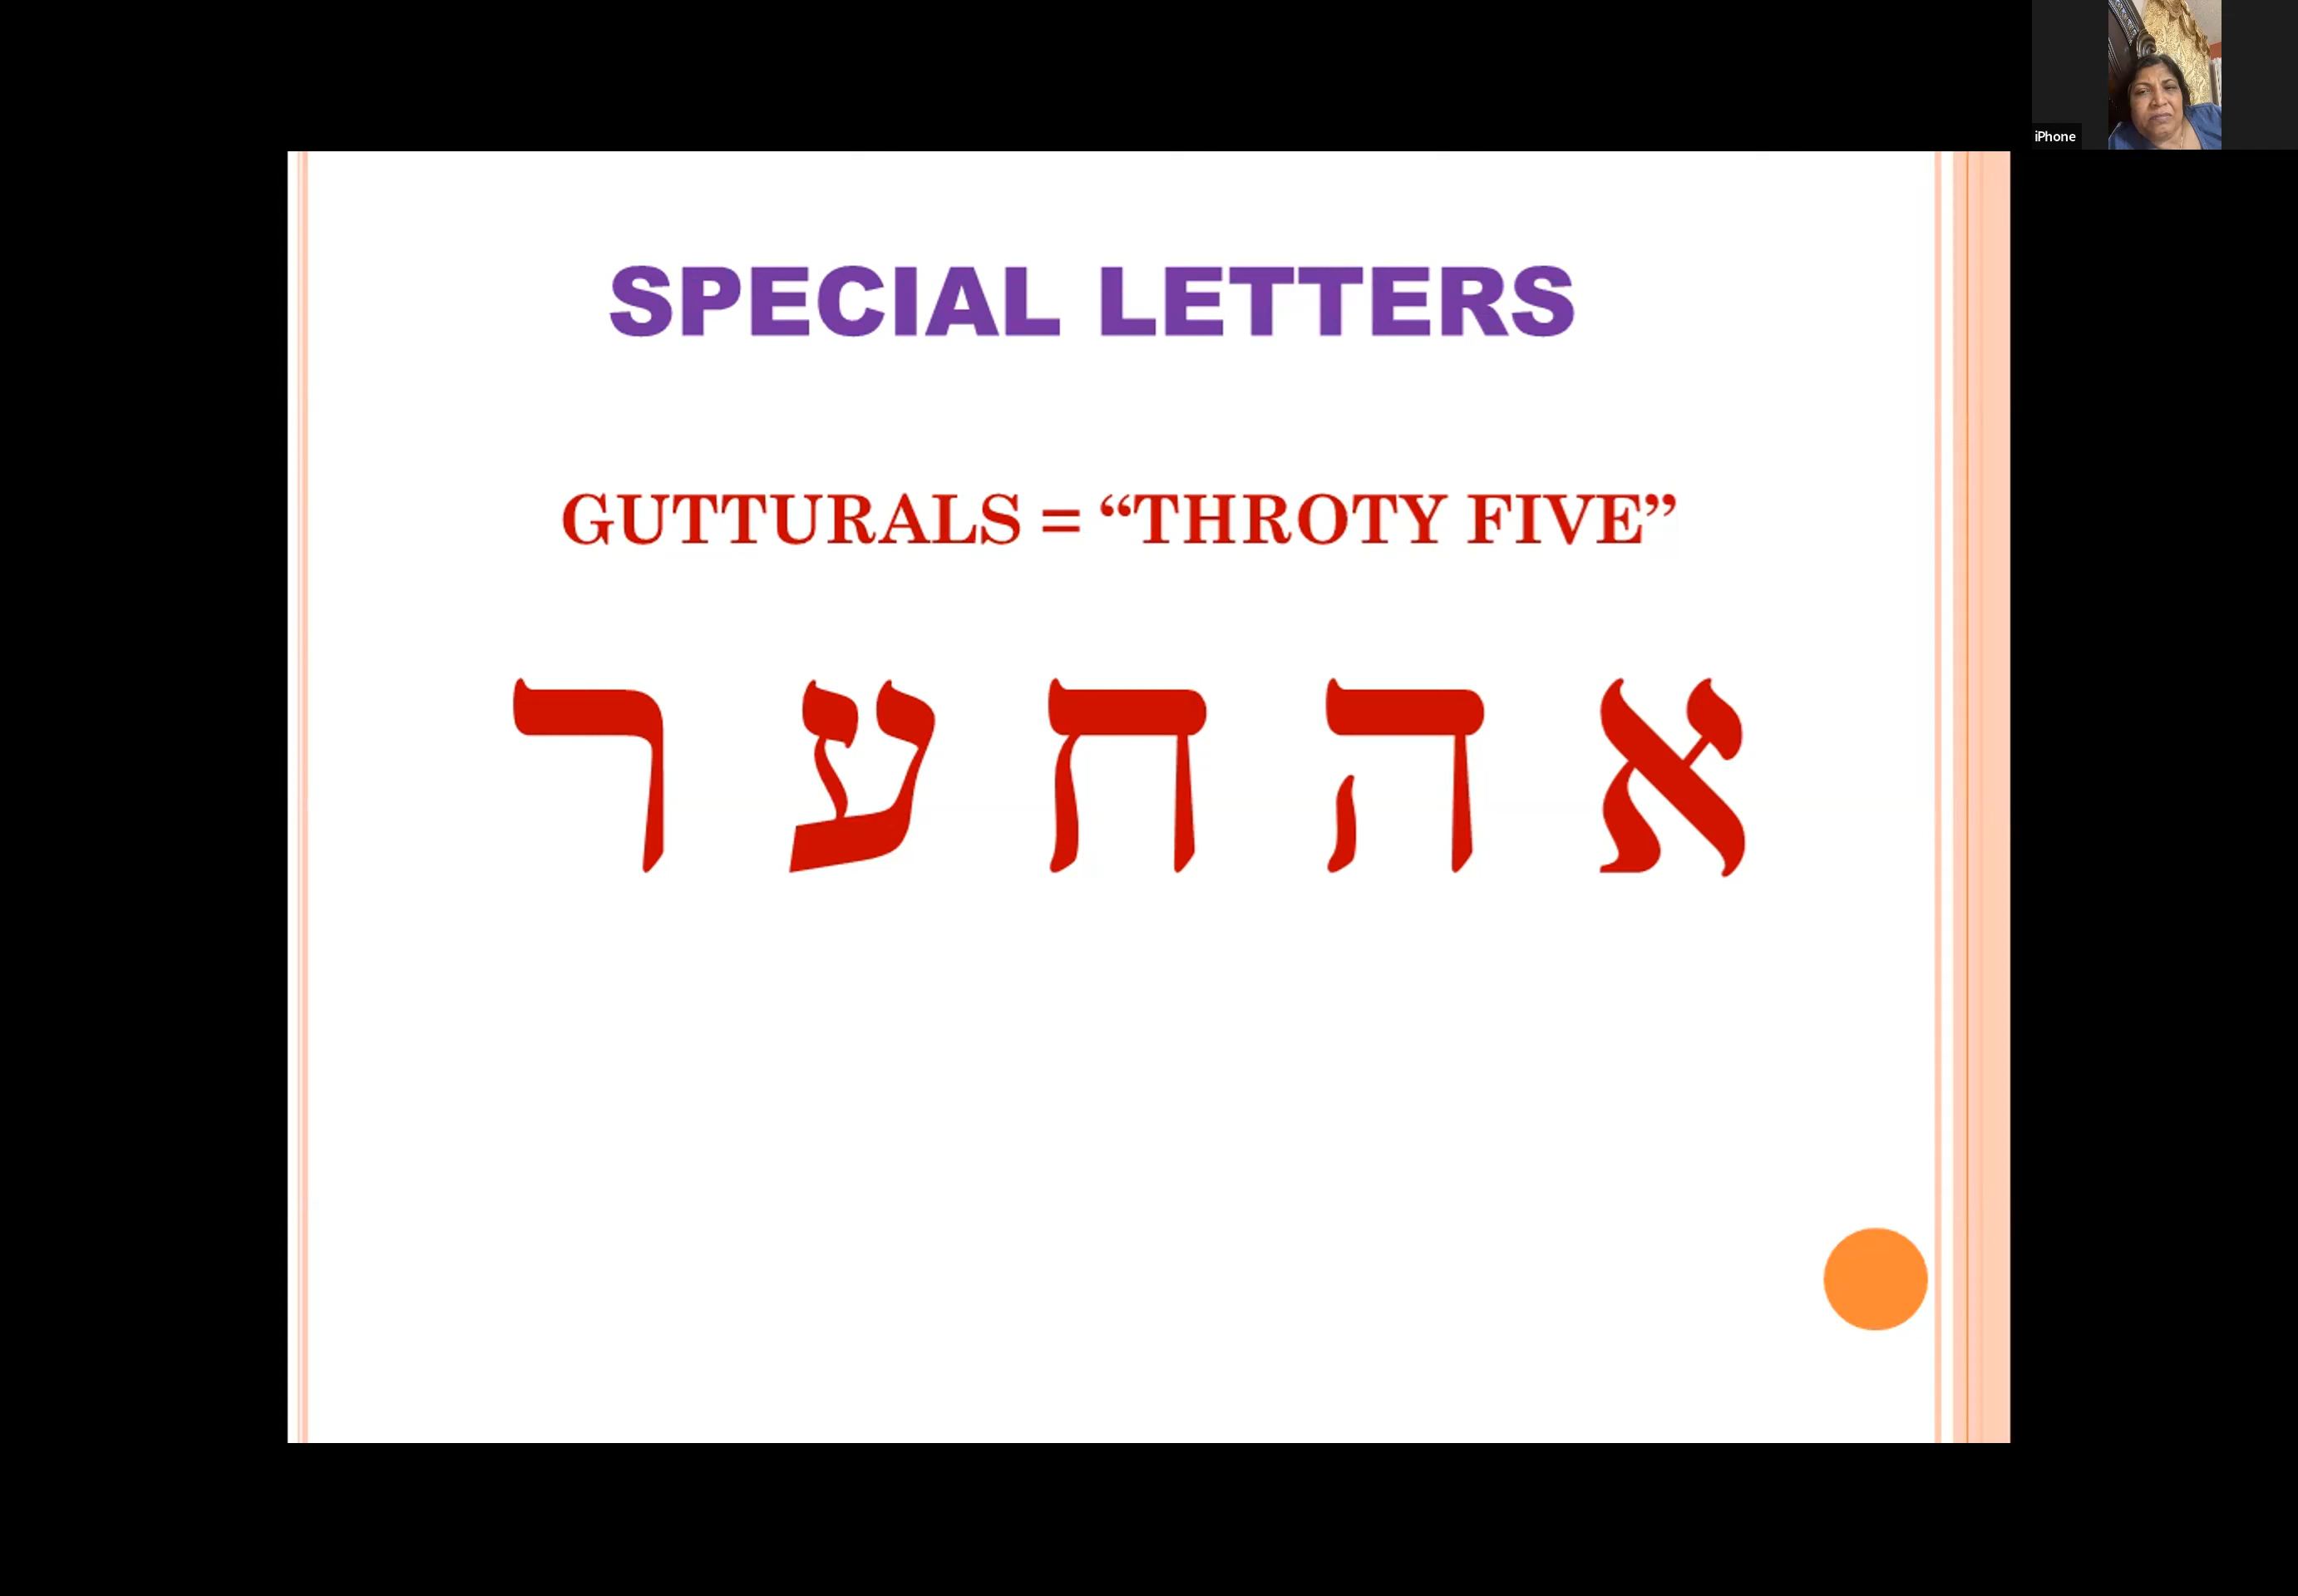 iPhone
SPECIAL LETTERS
GUTTURALS = “THROTY FIVE”
א ה ח ע ר